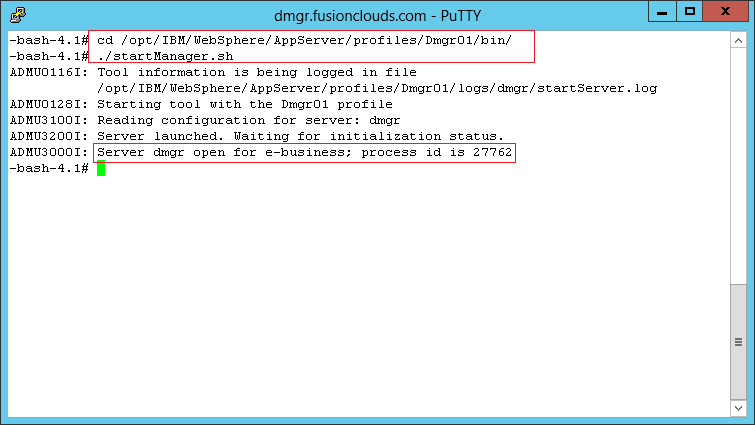 dmgr.fusionclouds.com - PuTTY
-bash-4.1# cd /opt/IBM/WebSphere/AppServer/profiles/Dmgr01/bin/
-bash-4.1# ./startManager.sh
ADMU0116I: Tool information is being logged in file
/opt/IBM/WebSphere/AppServer/profiles/Dmgr01/logs/dmgr/startServer.log
ADMU0128I: Starting tool with the Dmgr01 profile
ADMU3100I: Reading configuration for server: dmgr
ADMU3200I: Server launched. Waiting for initialization status.
ADMU3000I: Server dmgr open for e-business; process id is 27762
-bash-4.1#